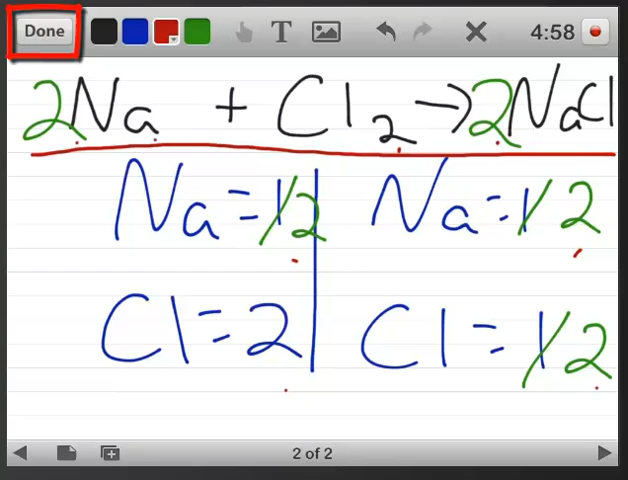 Done T 4:58
2Na + Cl2 → 2NaCl
Na = 1 2 Na = 1 2
Cl = 2 Cl = 1 2
2 of 2